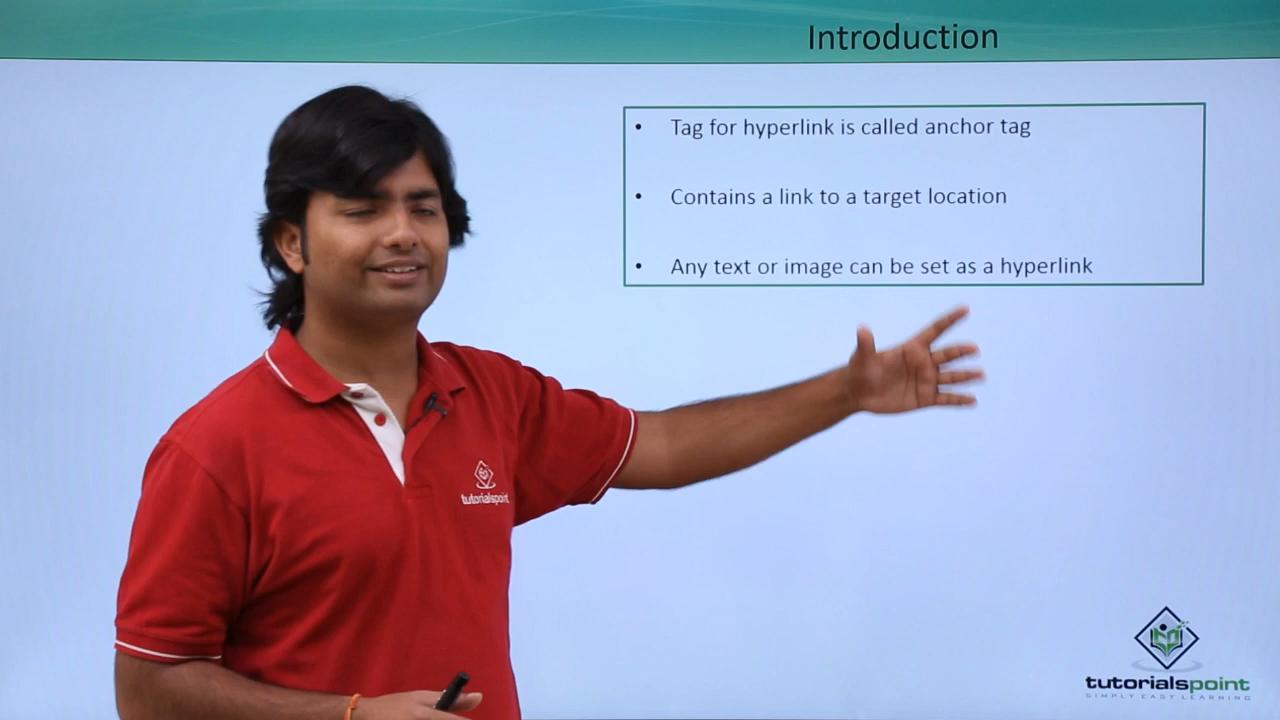 Introduction
• Tag for hyperlink is called anchor tag
• Contains a link to a target location
• Any text or image can be set as a hyperlink
tutorialspoint
tutorialspoint
SIMPLY EASY LEARNING